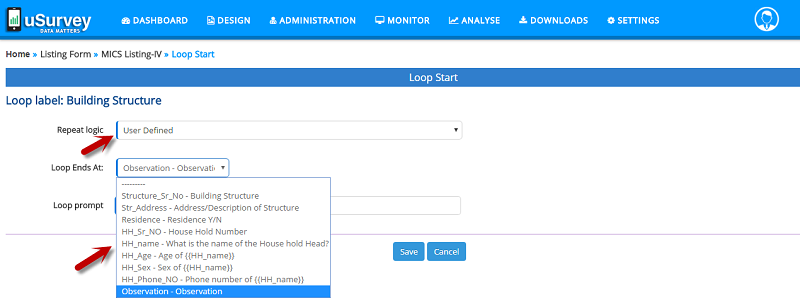 uSurvey
DATA MATTERS
DASHBOARD DESIGN ADMINISTRATION MONITOR ANALYSE DOWNLOADS SETTINGS
Home » Listing Form » MICS Listing-IV » Loop Start
Loop Start
Loop label: Building Structure
Repeat logic User Defined
Loop Ends At: Observation - Observatio
---------
Structure_Sr_No - Building Structure
Str_Address - Address/Description of Structure
Loop prompt
Residence - Residence Y/N
HH_Sr_NO - House Hold Number
HH_name - What is the name of the House hold Head?
HH_Age - Age of {{HH_name}}
Save Cancel
HH_Sex - Sex of {{HH_name}}
HH_Phone_NO - Phone number of {{HH_name}}
Observation - Observation